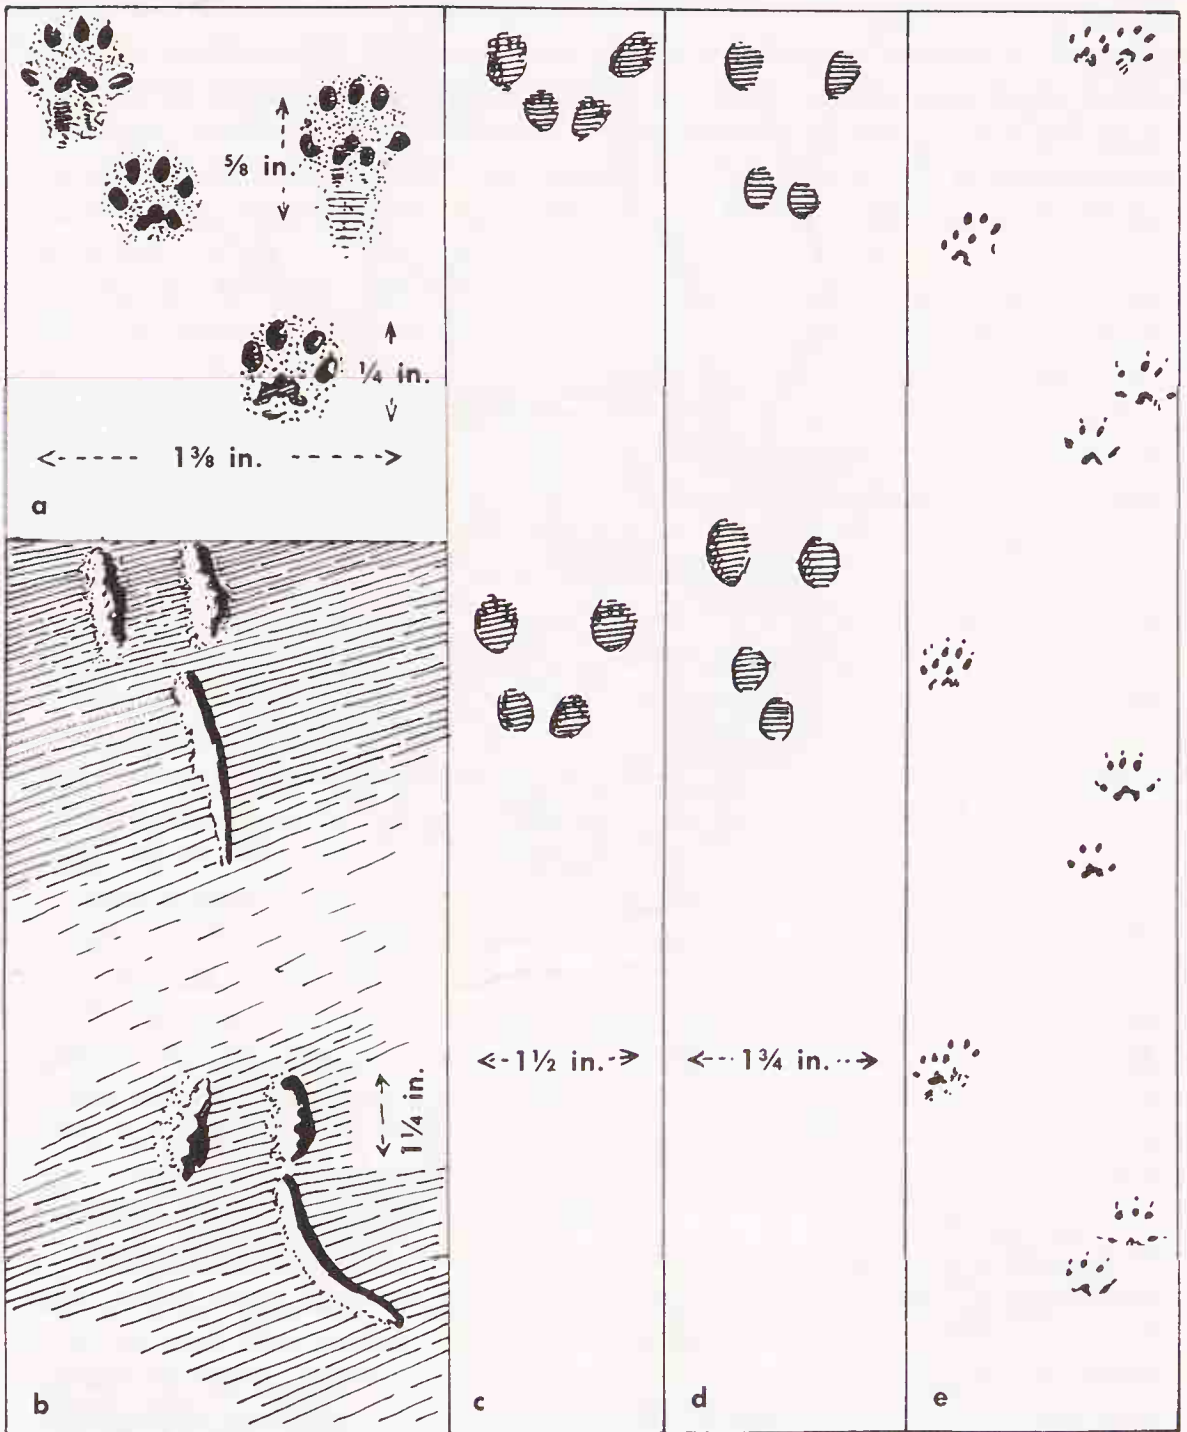 5/8 in.
1/4 in.
1 3/8 in.
a
1 1/4 in.
b
1 1/2 in.
c
1 3/4 in.
d
e